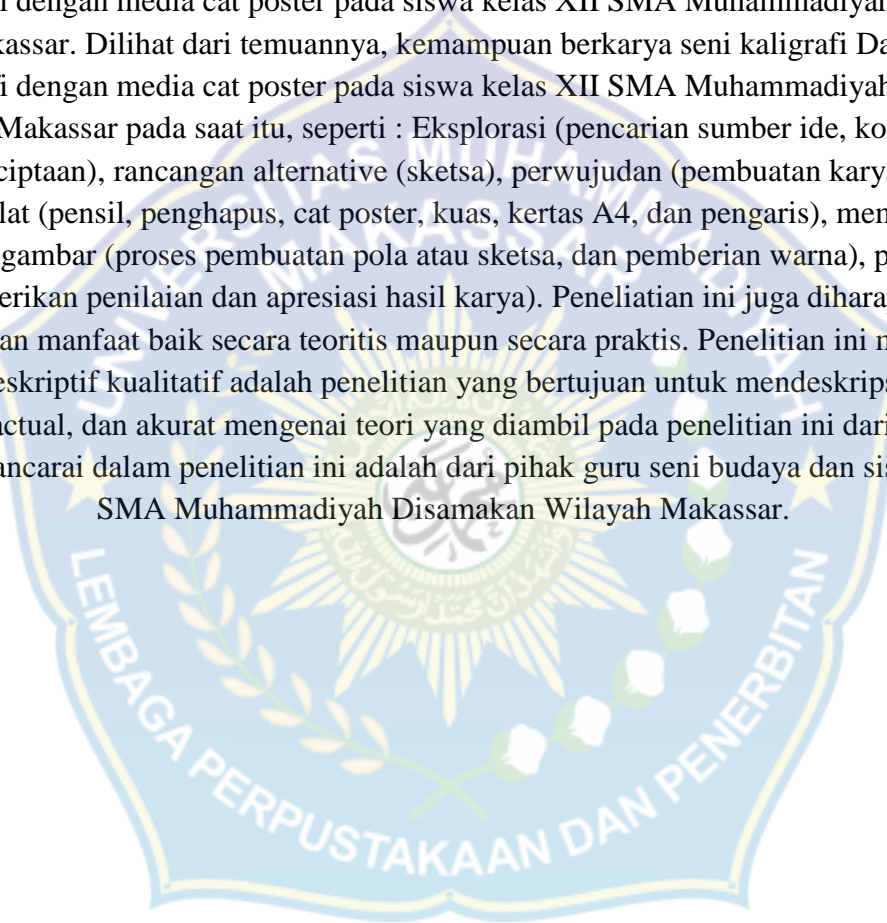 i dengan media cat poster pada siswa kelas XII SMA Muhammadiyah
kassar. Dilihat dari temuannya, kemampuan berkarya seni kaligrafi Da
fi dengan media cat poster pada siswa kelas XII SMA Muhammadiyah
Makassar pada saat itu, seperti : Eksplorasi (pencarian sumber ide, ko
ciptaan), rancangan alternative (sketsa), perwujudan (pembuatan karya
lat (pensil, penghapus, cat poster, kuas, kertas A4, dan pengaris), men
gambar (proses pembuatan pola atau sketsa, dan pemberian warna), p
erikan penilaian dan apresiasi hasil karya). Peneliatian ini juga dihara
an manfaat baik secara teoritis maupun secara praktis. Penelitian ini m
eskriptif kualitatif adalah penelitian yang bertujuan untuk mendeskrips
actual, dan akurat mengenai teori yang diambil pada penelitian ini dari
ancarai dalam penelitian ini adalah dari pihak guru seni budaya dan sis
SMA Muhammadiyah Disamakan Wilayah Makassar.
UNIVERSITAS MUHAMMADIYAH
MAKASSAR
LEMBAGA PERPUSTAKAAN DAN PENERBITAN